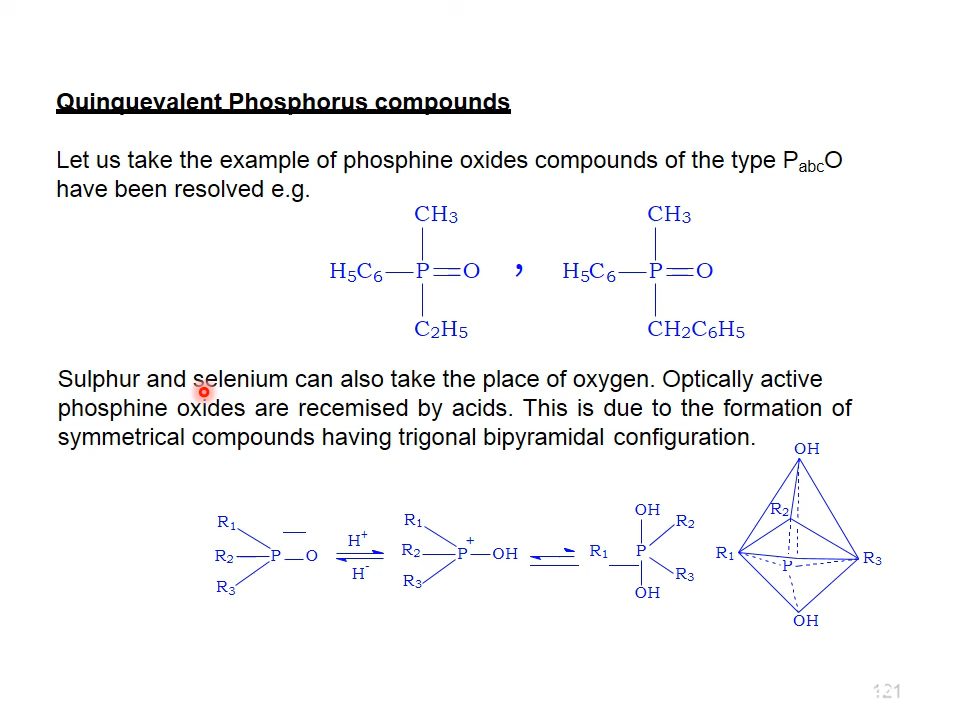 Quinquevalent Phosphorus compounds
Let us take the example of phosphine oxides compounds of the type PabcO
have been resolved e.g.
CH3 CH3
H5C6 P O , H5C6 P O
C2H5 CH2C6H5
Sulphur and selenium can also take the place of oxygen. Optically active
phosphine oxides are recemised by acids. This is due to the formation of
symmetrical compounds having trigonal bipyramidal configuration.
OH
R1 R1 OH R2 R2
R2 P O H+ R2 P+ OH R1 P R1 P R3
H-
R3 R3 R3
OH OH
121